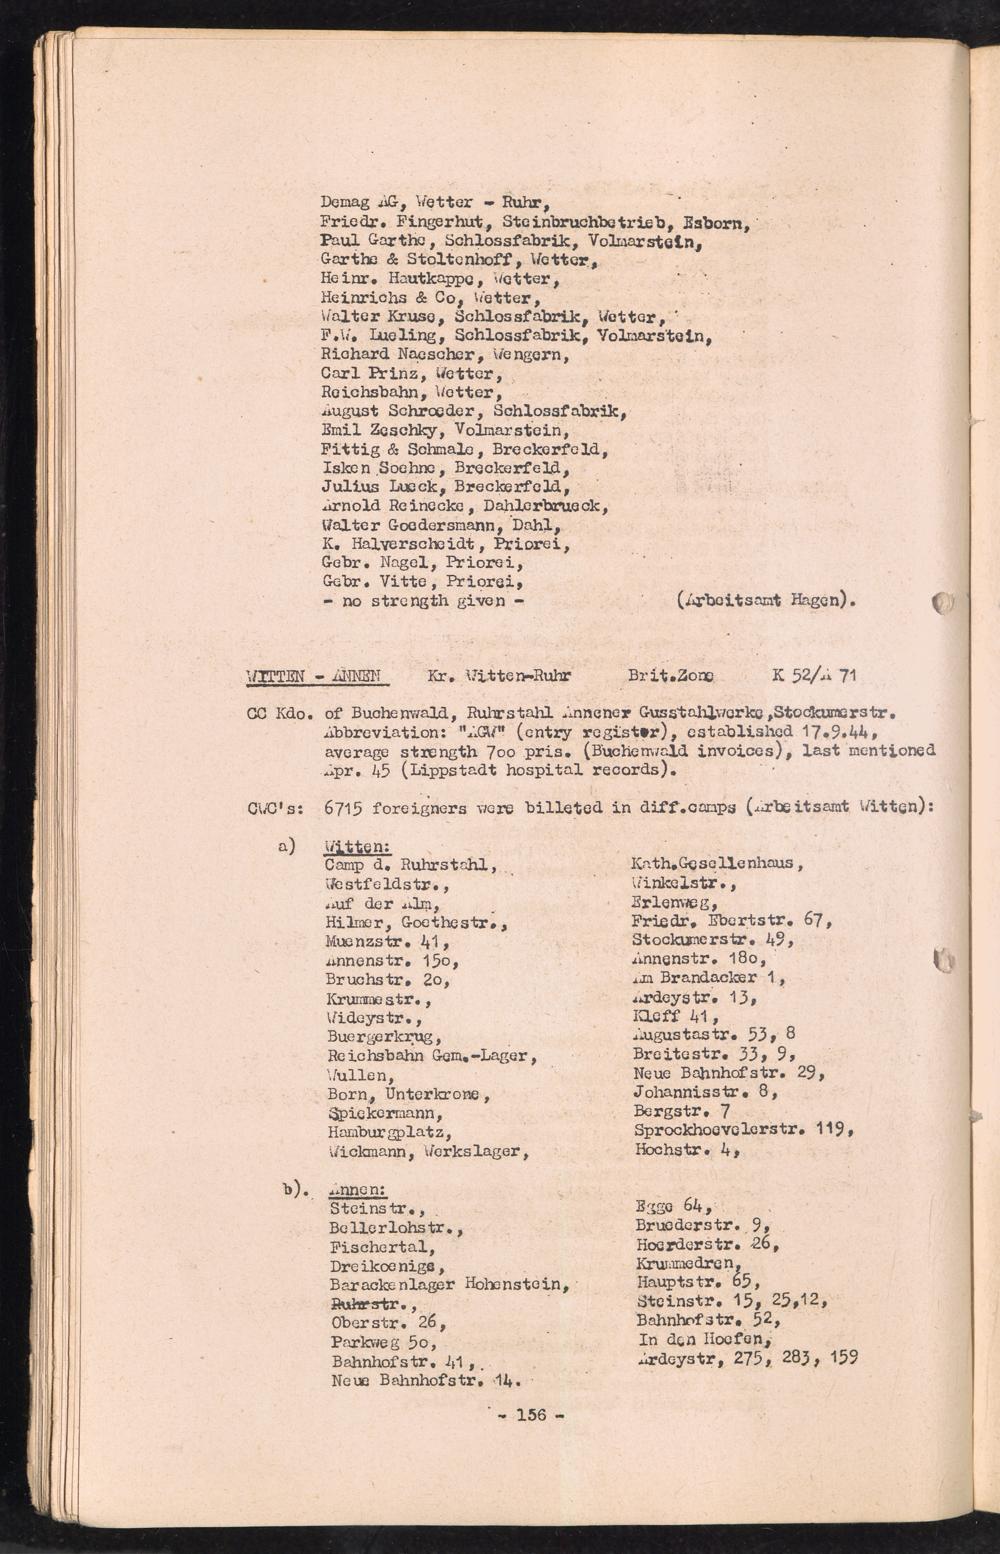 Demag AG, Wetter - Ruhr,
Friedr. Fingerhut, Steinbruchbetrieb, Esborn,
Paul Garthe, Schlossfabrik, Volmarstein,
Garthe & Stoltenhoff, Wetter,
Heinr. Hautkappe, Wetter,
Heinrichs & Co, Wetter,
Walter Kruse, Schlossfabrik, Wetter,
F.W. Lueling, Schlossfabrik, Volmarstein,
Richard Naescher, Wengern,
Carl Prinz, Wetter,
Reichsbahn, Wetter,
August Schroeder, Schlossfabrik,
Emil Zeschky, Volmarstein,
Fittig & Schmale, Breckerfeld,
Isken Soehne, Breckerfeld,
Julius Lueck, Breckerfeld,
Arnold Reinecke, Dahlerbrueck,
Walter Goedersmann, Dahl,
K. Halverscheidt, Priorei,
Gebr. Nagel, Priorei,
Gebr. Vitte, Priorei,
- no strength given - (Arbeitsamt Hagen).
WITTEN - ANNEN Kr. Witten-Ruhr Brit.Zone K 52/A 71
CC Kdo. of Buchenwald, Ruhrstahl Annener Gusstahlwerke,Stockumerstr.
Abbreviation: "AGW" (entry register), established 17.9.44,
average strength 7oo pris. (Buchenwald invoices), last mentioned
Apr. 45 (Lippstadt hospital records).
CWC's: 6715 foreigners were billeted in diff.camps (Arbeitsamt Witten):
a) Witten:
Camp d. Ruhrstahl, Kath.Gesellenhaus,
Westfeldstr., Winkelstr.,
Auf der Alm, Erlenweg,
Hilmer, Goethestr., Friedr. Ebertstr. 67,
Muenzstr. 41, Stockumerstr. 49,
Annenstr. 15o, Annenstr. 18o,
Bruchstr. 2o, Am Brandacker 1,
Krummestr., Ardeystr. 13,
Wideystr., Kleff 41,
Buergerkrug, Augustastr. 53, 8
Reichsbahn Gem.-Lager, Breitestr. 33, 9,
Wullen, Neue Bahnhofstr. 29,
Born, Unterkrone, Johannisstr. 8,
Spickermann, Bergstr. 7
Hamburgplatz, Sprockhoevelerstr. 119,
Wickmann, Werkslager, Hochstr. 4,
b). Annen:
Steinstr., Egge 64,
Bellerlohstr., Bruederstr. 9,
Fischertal, Hoerderstr. 26,
Dreikoenige, Krummedren,
Barackenlager Hohenstein, Hauptstr. 65,
Ruhrstr., Steinstr. 15, 25,12,
Oberstr. 26, Bahnhofstr. 52,
Parkweg 5o, In den Hoefen,
Bahnhofstr. 41, Ardeystr, 275, 283, 159
Neue Bahnhofstr. 14.
- 156 -